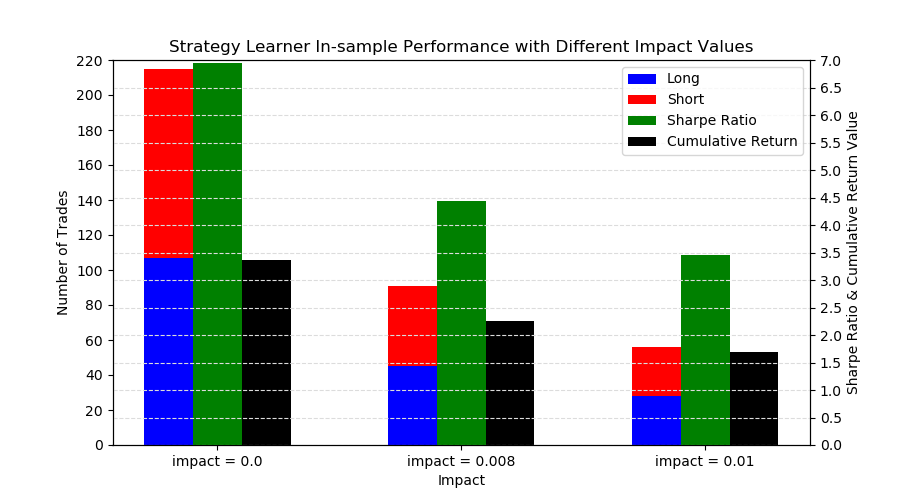 Strategy Learner In-sample Performance with Different Impact Values
220
200
180
160
140
120
100
80
60
40
20
0
Number of Trades
7.0
6.5
6.0
5.5
5.0
4.5
4.0
3.5
3.0
2.5
2.0
1.5
1.0
0.5
0.0
Sharpe Ratio & Cumulative Return Value
Long
Short
Sharpe Ratio
Cumulative Return
impact = 0.0
impact = 0.008
impact = 0.01
Impact